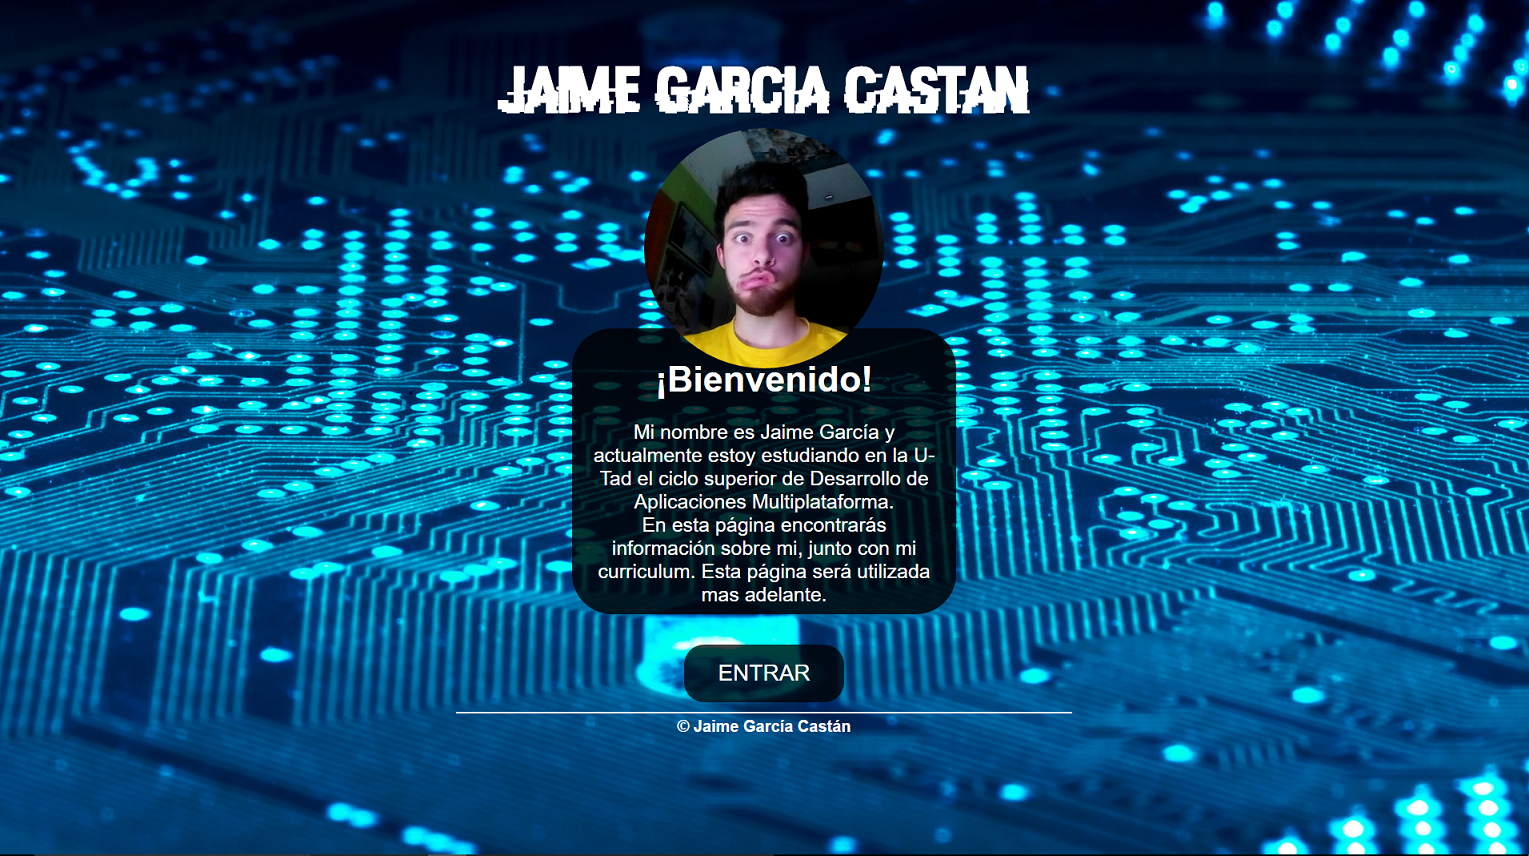 JAIME GARCIA CASTAN
¡Bienvenido!
Mi nombre es Jaime García y
actualmente estoy estudiando en la U-
Tad el ciclo superior de Desarrollo de
Aplicaciones Multiplataforma.
En esta página encontrarás
información sobre mi, junto con mi
curriculum. Esta página será utilizada
mas adelante.
ENTRAR
© Jaime García Castán